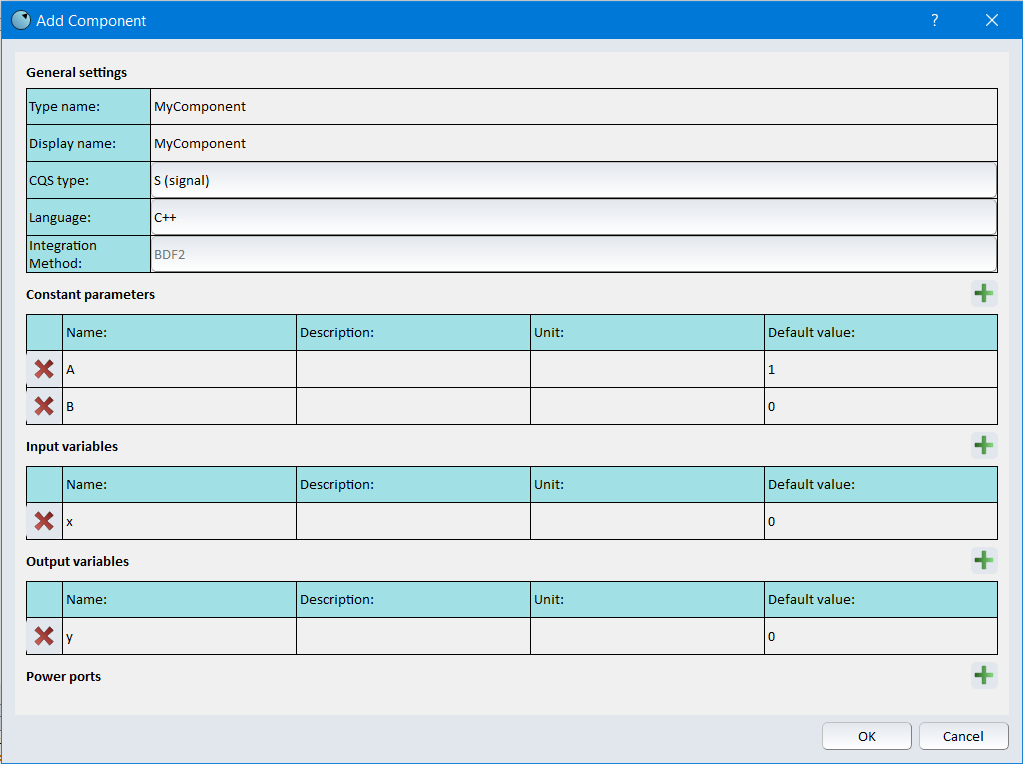 Add Component
?
General settings
Type name: MyComponent
Display name: MyComponent
CQS type: S (signal)
Language: C++
Integration
Method: BDF2
Constant parameters
Name: Description: Unit: Default value:
A 1
B 0
Input variables
Name: Description: Unit: Default value:
x 0
Output variables
Name: Description: Unit: Default value:
y 0
Power ports
OK Cancel